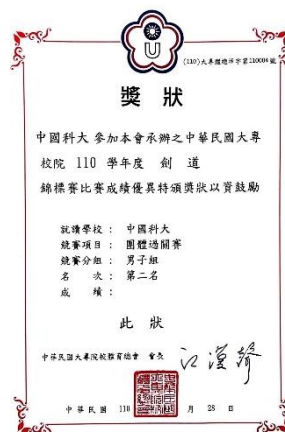 U
(110)大專體總洋字第110004號
獎狀
中國科大 參加本會承辦之中華民國大專
校院 110 學年度 劍 道
錦標賽比賽成績優異特頒獎狀以資鼓勵
就讀學校： 中國科大
競賽項目： 團體過關賽
競賽分組： 男子組
名 次： 第二名
成 績：
此 狀
中華民國大專院校體育總會 會長 江漢聲
中華民國 110 月 28 日